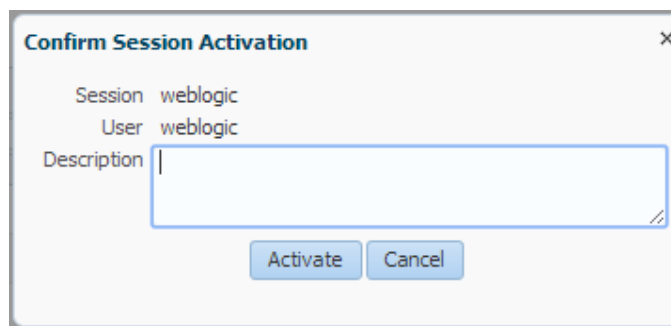 Confirm Session Activation
Session weblogic
User weblogic
Description
Activate Cancel